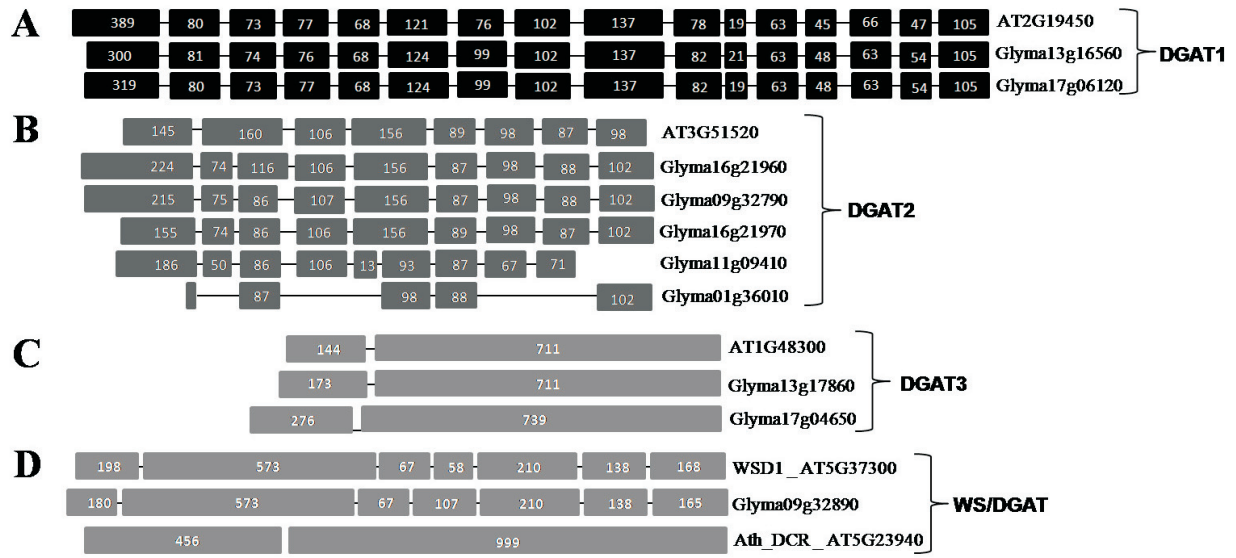 A 389 80 73 77 68 121 76 102 137 78 19 63 45 66 47 105 AT2G19450
300 81 74 76 68 124 99 102 137 82 21 63 48 63 54 105 Glyma13g16560
DGAT1
319 80 73 77 68 124 99 102 137 82 19 63 48 63 54 105 Glyma17g06120
B 145 160 106 156 89 98 87 98 AT3G51520
224 74 116 106 156 87 98 88 102 Glyma16g21960
215 75 86 107 156 87 98 88 102 Glyma09g32790
DGAT2
155 74 86 106 156 89 98 87 102 Glyma16g21970
186 50 86 106 13 93 87 67 71 Glyma11g09410
87 98 88 102 Glyma01g36010
C 144 711 AT1G48300
173 711 Glyma13g17860
DGAT3
276 739 Glyma17g04650
D 198 573 67 58 210 138 168 WSD1_AT5G37300
180 573 67 107 210 138 165 Glyma09g32890
WS/DGAT
456 999 Ath_DCR_AT5G23940